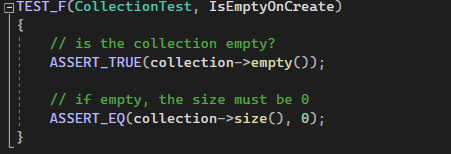 TEST_F(CollectionTest, IsEmptyOnCreate)
{
    // is the collection empty?
    ASSERT_TRUE(collection->empty());

    // if empty, the size must be 0
    ASSERT_EQ(collection->size(), 0);
}